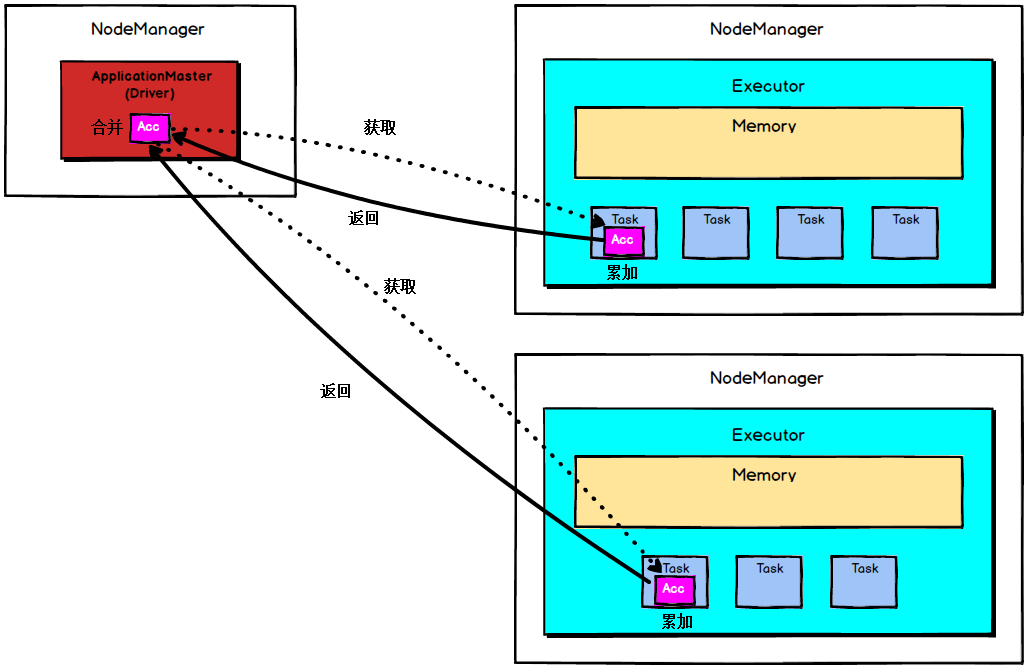 NodeManager
ApplicationMaster
(Driver)
合并
Acc
获取
返回
获取
返回
NodeManager
Executor
Memory
Task
Task
Task
Task
Acc
累加
NodeManager
Executor
Memory
Task
Task
Task
Acc
累加